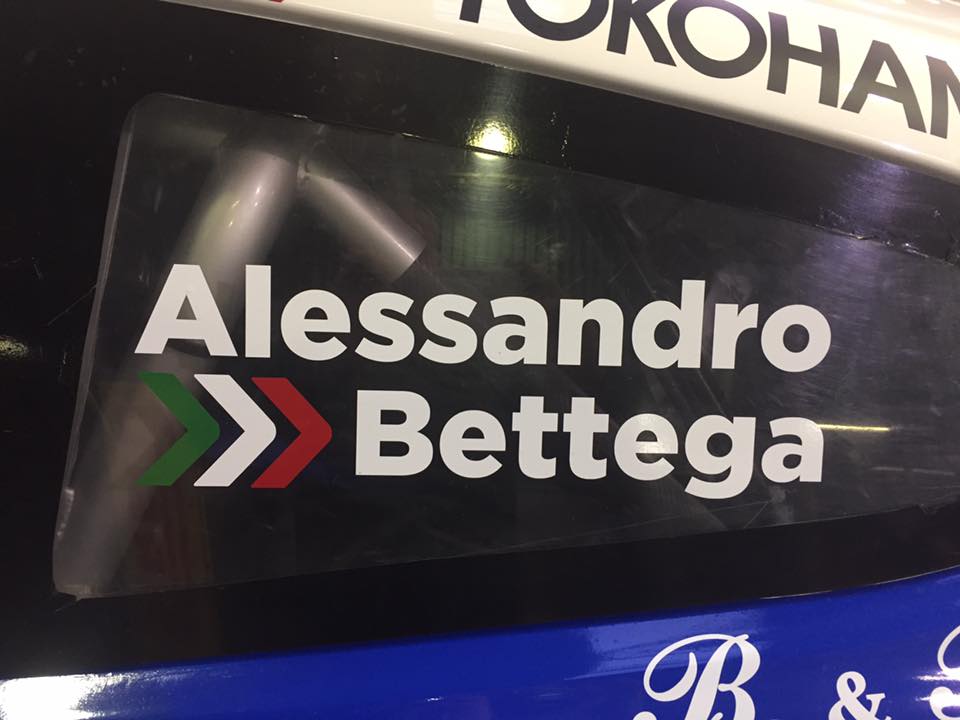 YOKOHAM
Alessandro
Bettega
B &